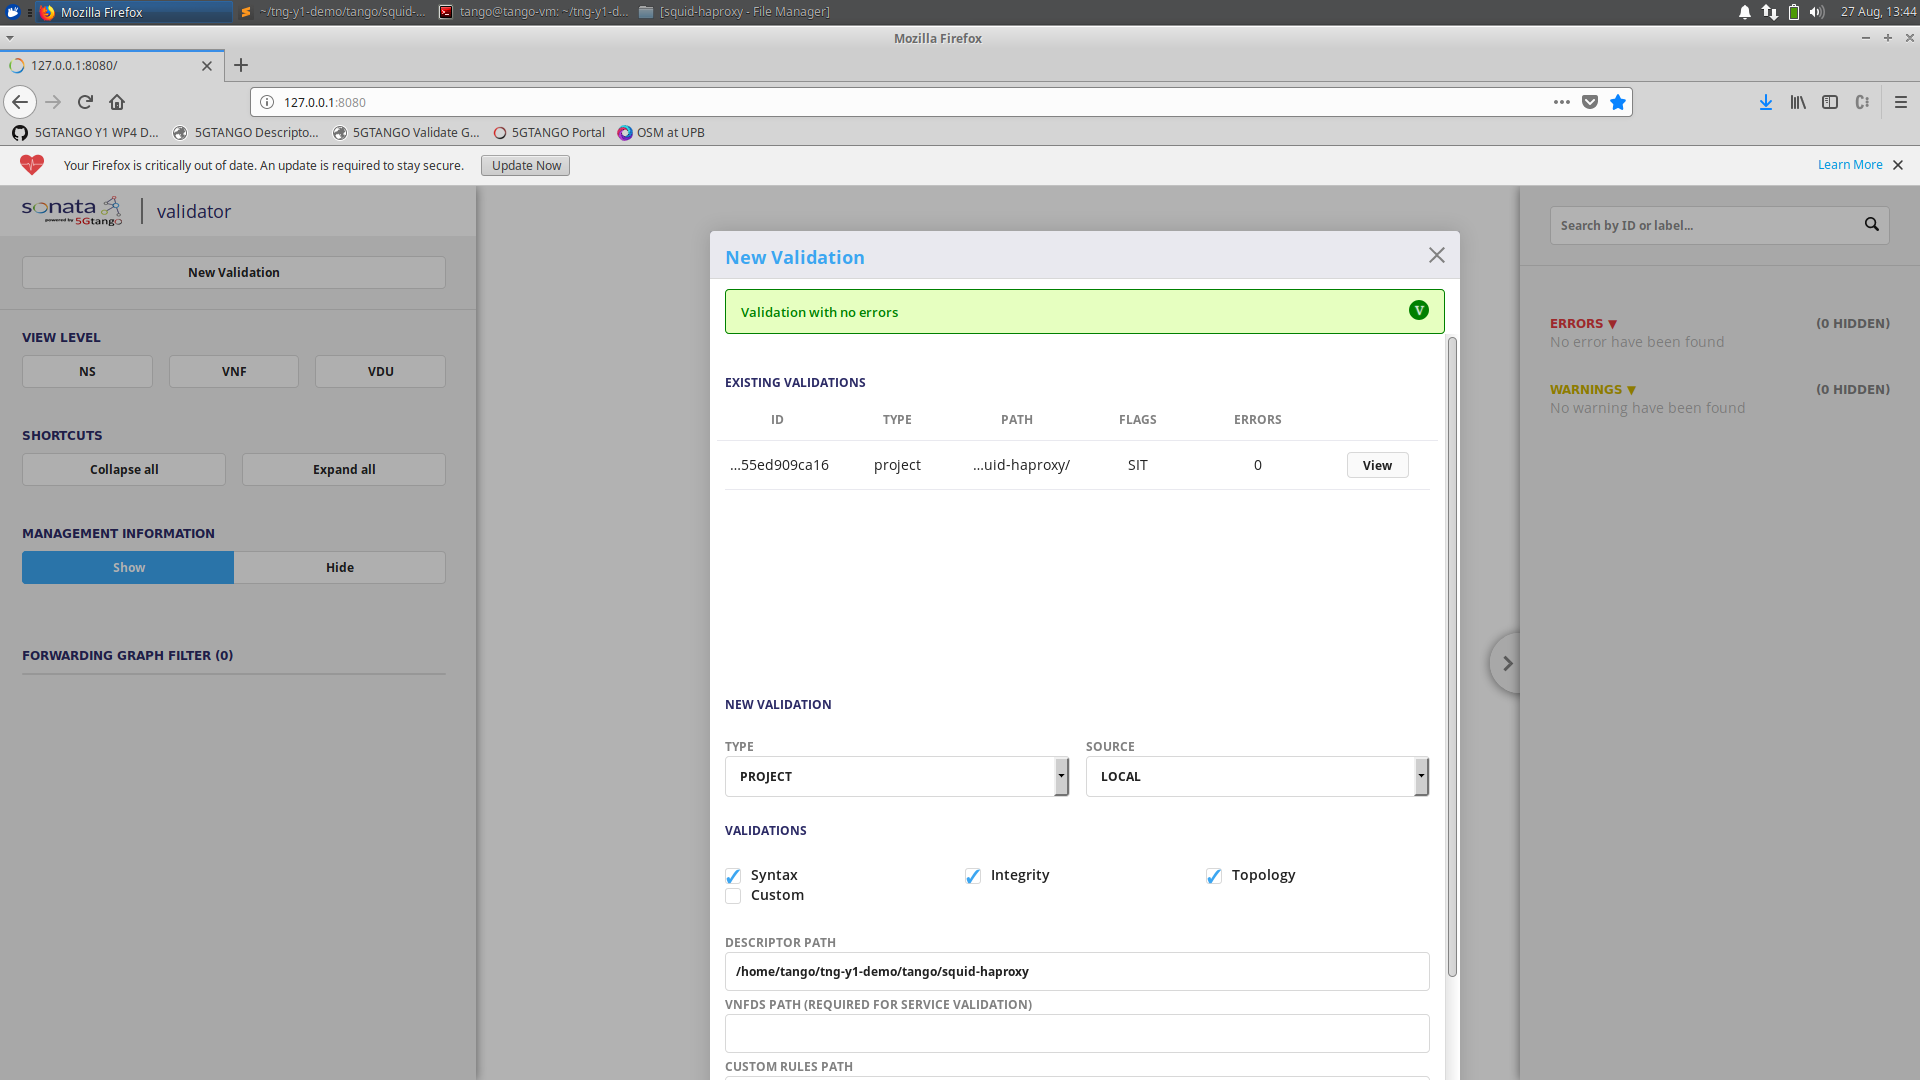 Mozilla Firefox
~/tng-y1-demo/tango/squid-...
tango@tango-vm: ~/tng-y1-d...
[squid-haproxy - File Manager]
27 Aug, 13:44
Mozilla Firefox
127.0.0.1:8080/
127.0.0.1:8080
5GTANGO Y1 WP4 D...
5GTANGO Descripto...
5GTANGO Validate G...
5GTANGO Portal
OSM at UPB
Your Firefox is critically out of date. An update is required to stay secure.
Update Now
Learn More
sonata
powered by 5Gtango
validator
New Validation
VIEW LEVEL
NS
VNF
VDU
SHORTCUTS
Collapse all
Expand all
MANAGEMENT INFORMATION
Show
Hide
FORWARDING GRAPH FILTER (0)
New Validation
Validation with no errors
V
EXISTING VALIDATIONS
ID TYPE PATH FLAGS ERRORS
...55ed909ca16 project ...uid-haproxy/ SIT 0 View
NEW VALIDATION
TYPE
SOURCE
PROJECT
LOCAL
VALIDATIONS
Syntax
Integrity
Topology
Custom
DESCRIPTOR PATH
/home/tango/tng-y1-demo/tango/squid-haproxy
VNFDS PATH (REQUIRED FOR SERVICE VALIDATION)
CUSTOM RULES PATH
Search by ID or label...
ERRORS ▼ (0 HIDDEN)
No error have been found
WARNINGS ▼ (0 HIDDEN)
No warning have been found